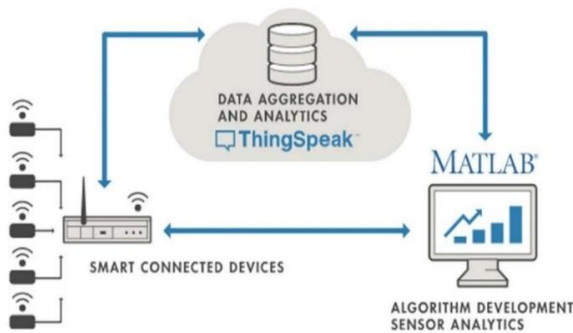 DATA AGGREGATION
AND ANALYTICS
ThingSpeak™
MATLAB®
SMART CONNECTED DEVICES
ALGORITHM DEVELOPMENT
SENSOR ANALYTICS